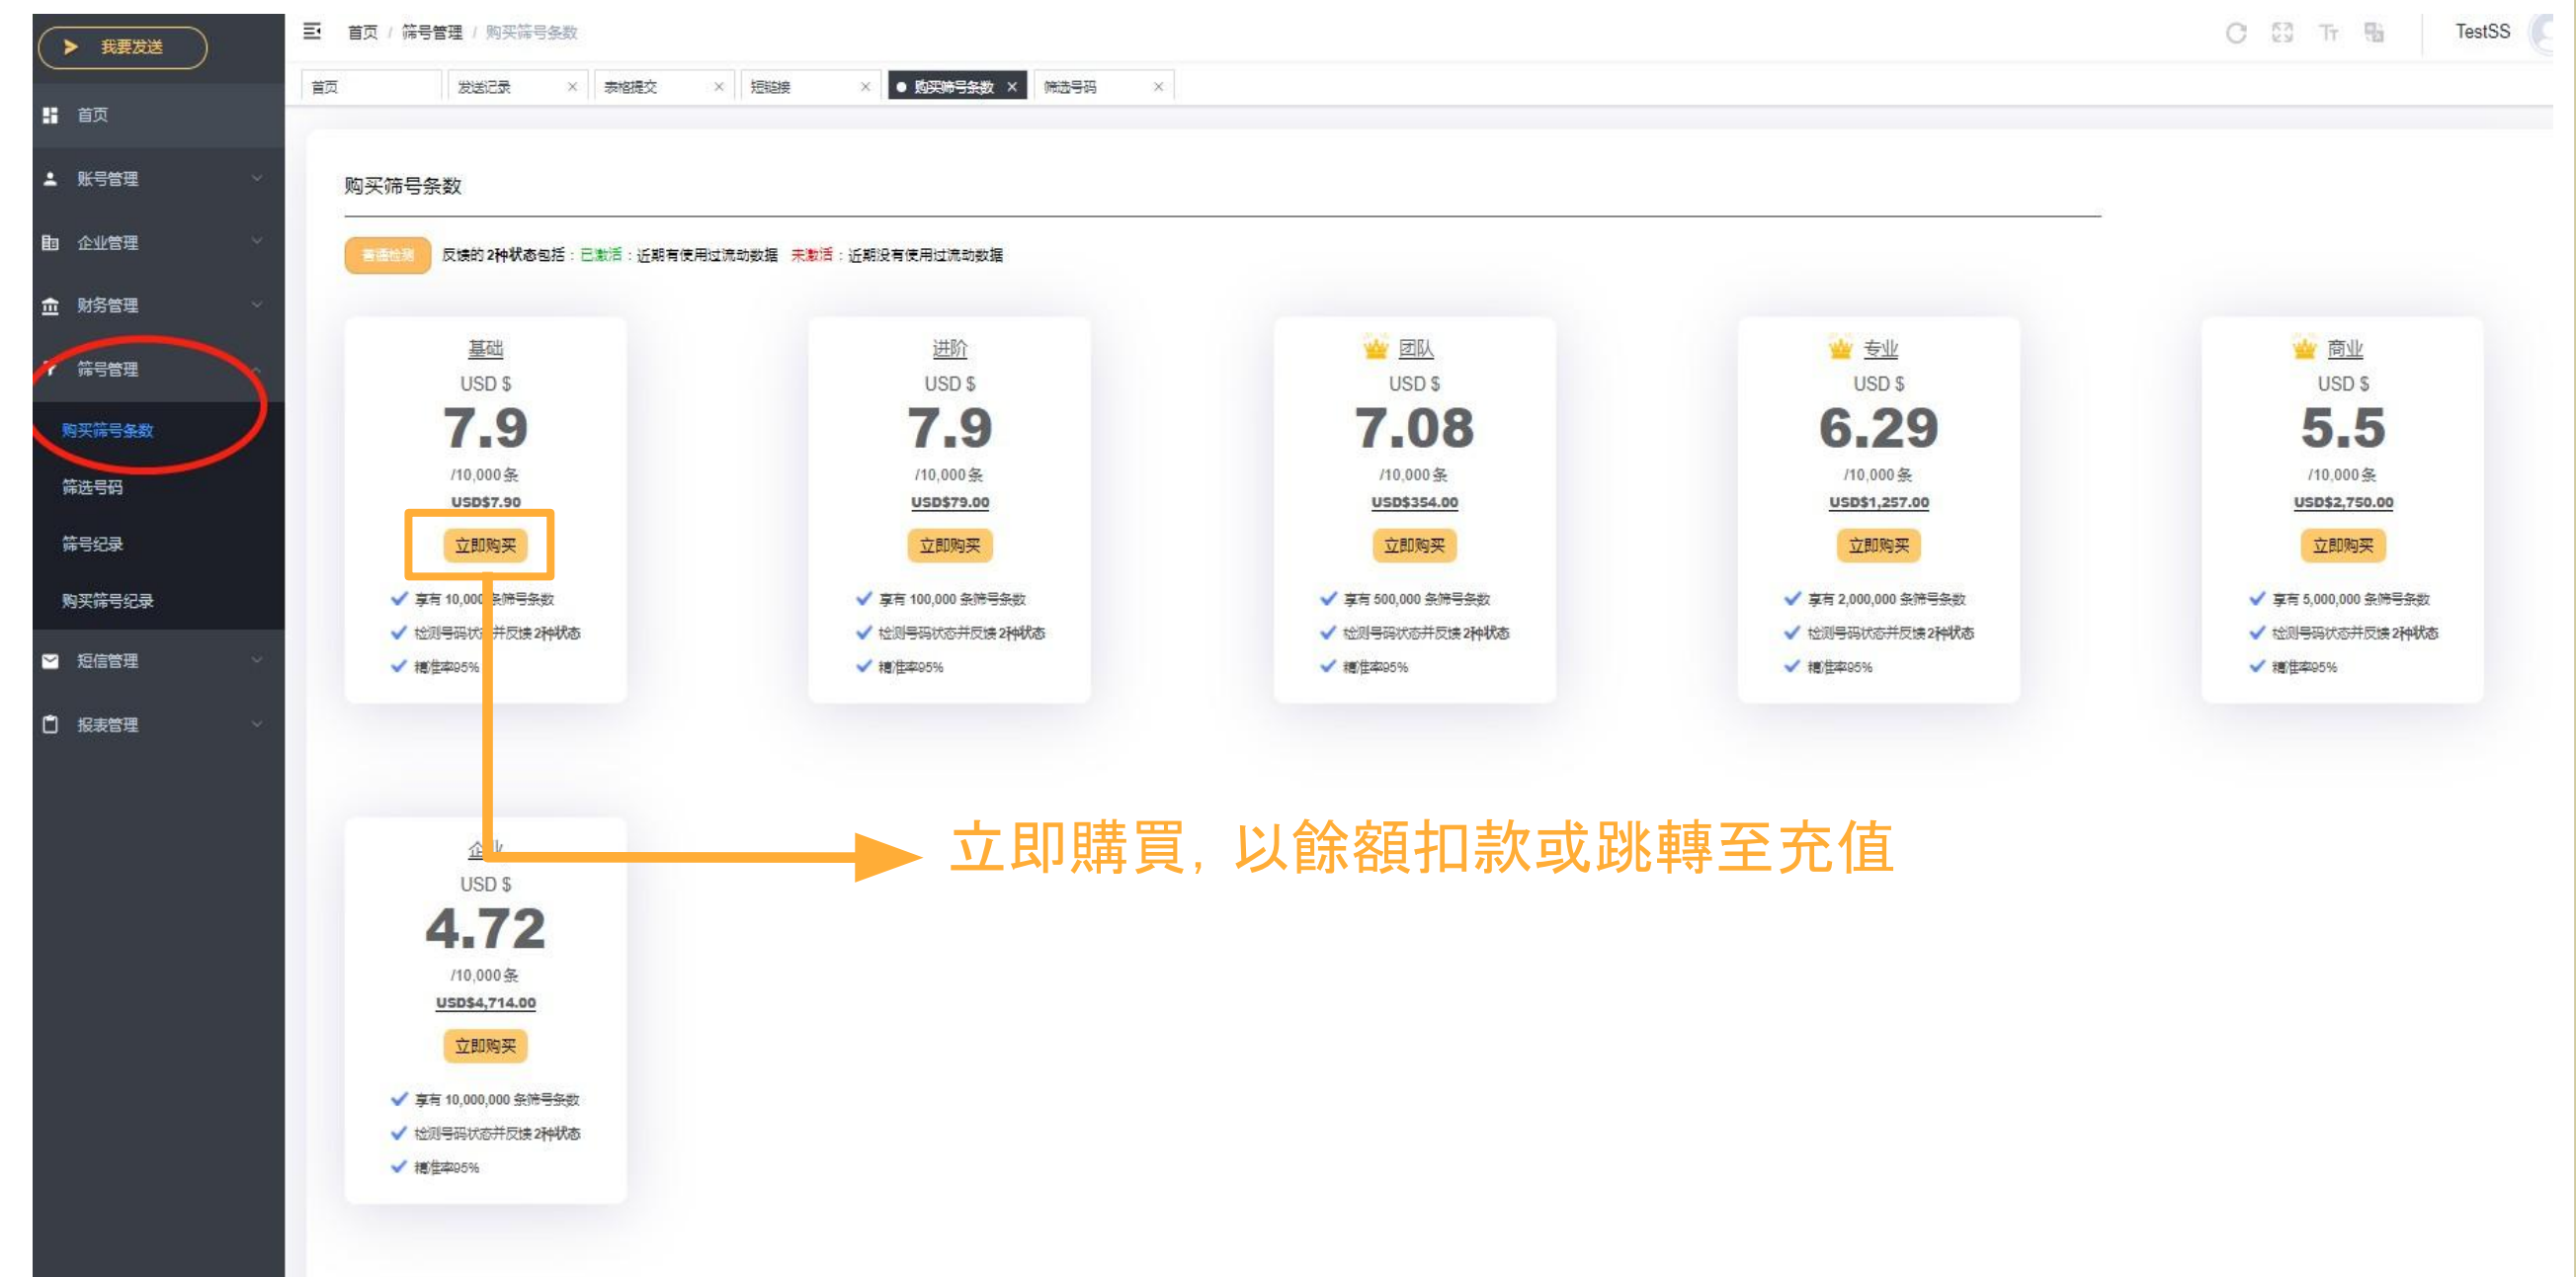 我要发送
首页 / 筛号管理 / 购买筛号条数
TestSS
首页
发送记录
表格提交
短链接
购买筛号条数
筛选号码
首页
账号管理
企业管理
财务管理
筛号管理
购买筛号条数
筛选号码
筛号纪录
购买筛号纪录
短信管理
报表管理
购买筛号条数
普通检测
反馈的 2种状态包括：已激活：近期有使用过流动数据 未激活：近期没有使用过流动数据
基础
USD $
7.9
/10,000 条
USD$7.90
立即购买
享有 10,000 条筛号条数
检测号码状态并反馈 2种状态
精准率95%
进阶
USD $
7.9
/10,000 条
USD$79.00
立即购买
享有 100,000 条筛号条数
检测号码状态并反馈 2种状态
精准率95%
团队
USD $
7.08
/10,000 条
USD$354.00
立即购买
享有 500,000 条筛号条数
检测号码状态并反馈 2种状态
精准率95%
专业
USD $
6.29
/10,000 条
USD$1,257.00
立即购买
享有 2,000,000 条筛号条数
检测号码状态并反馈 2种状态
精准率95%
商业
USD $
5.5
/10,000 条
USD$2,750.00
立即购买
享有 5,000,000 条筛号条数
检测号码状态并反馈 2种状态
精准率95%
企业
USD $
4.72
/10,000 条
USD$4,714.00
立即购买
享有 10,000,000 条筛号条数
检测号码状态并反馈 2种状态
精准率95%
立即購買, 以餘額扣款或跳轉至充值